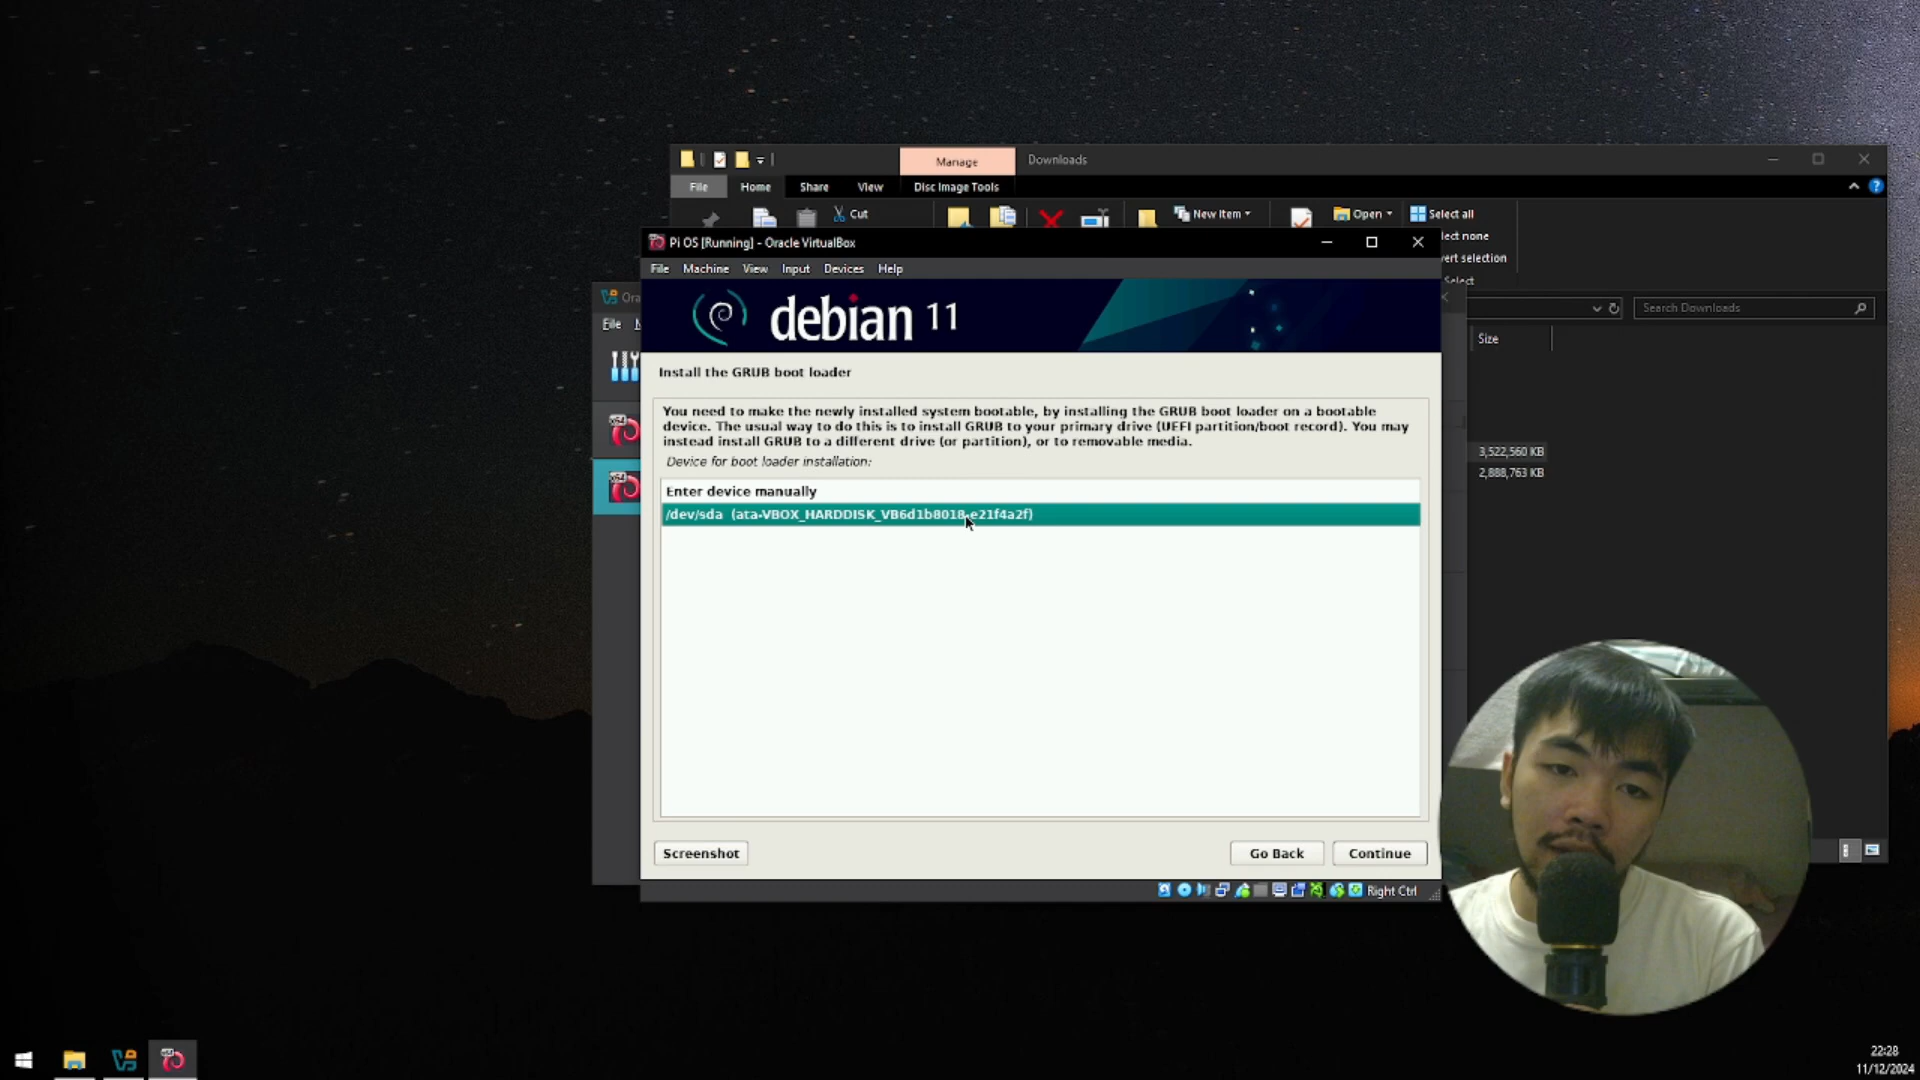 Manage
Downloads
File
Home
Share
View
Disc Image Tools
Cut
New Item
Open
Select all
Pi OS [Running] - Oracle VirtualBox
File
Machine
View
Input
Devices
Help
debian 11
Search Downloads
File
Size
Install the GRUB boot loader
You need to make the newly installed system bootable, by installing the GRUB boot loader on a bootable
device. The usual way to do this is to install GRUB to your primary drive (UEFI partition/boot record). You may
instead install GRUB to a different drive (or partition), or to removable media.
Device for boot loader installation:
Enter device manually
/dev/sda (ata-VBOX_HARDDISK_VB6d1b8018-e21f4a2f)
3,522,560 KB
2,888,763 KB
Screenshot
Go Back
Continue
Right Ctrl
22:28
11/12/2024